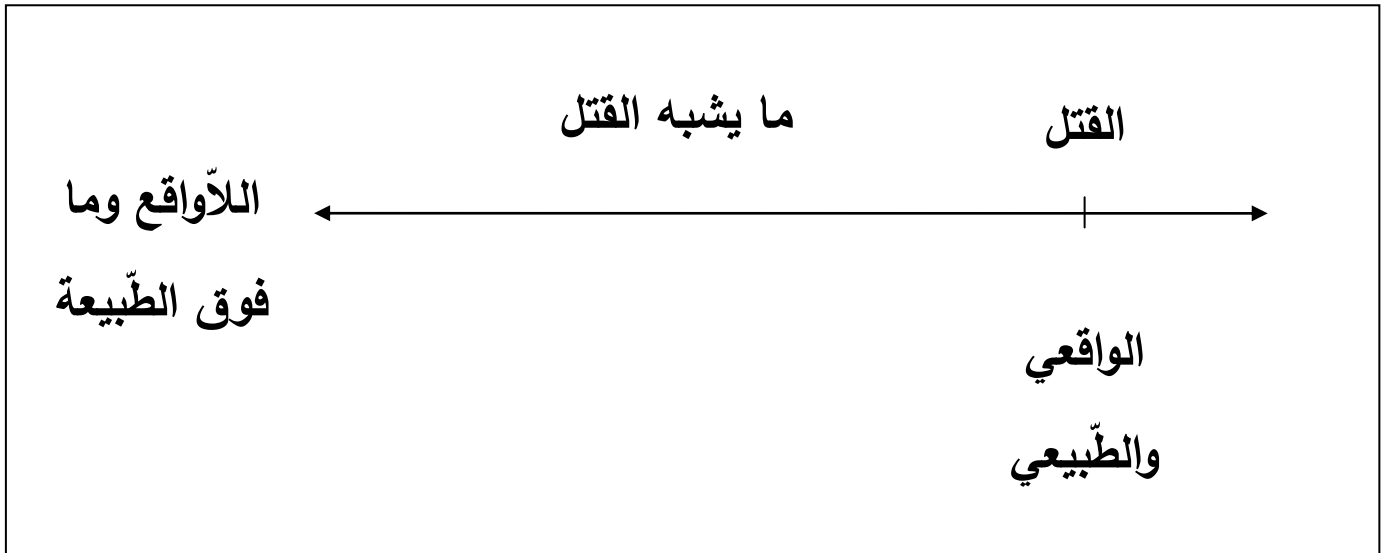 القتل
ما يشبه القتل
اللاّواقع وما
فوق الطّبيعة
الواقعي
والطّبيعي